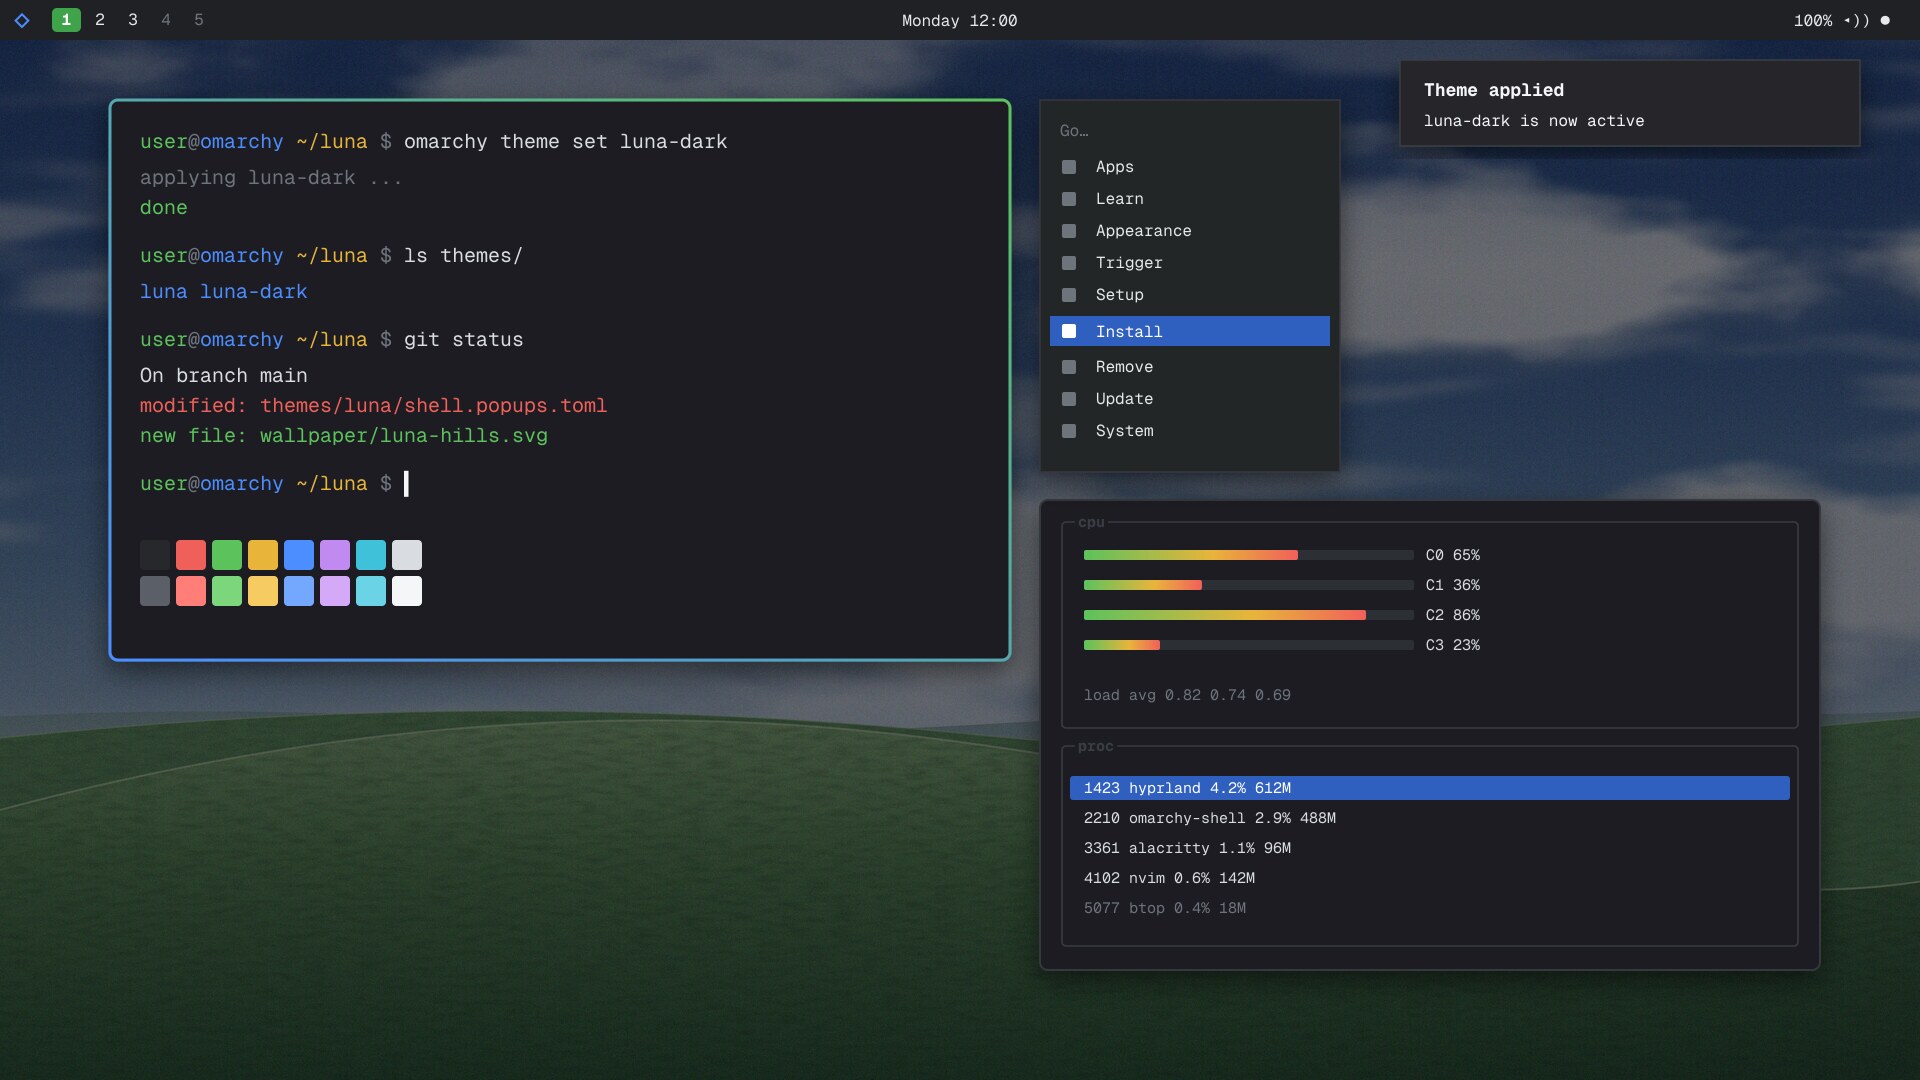 1 2 3 4 5
Monday 12:00
100%
user@omarchy ~/luna $ omarchy theme set luna-dark
applying luna-dark ...
done
user@omarchy ~/luna $ ls themes/
luna luna-dark
user@omarchy ~/luna $ git status
On branch main
modified: themes/luna/shell.popups.toml
new file: wallpaper/luna-hills.svg
user@omarchy ~/luna $
Go…
Apps
Learn
Appearance
Trigger
Setup
Install
Remove
Update
System
Theme applied
luna-dark is now active
cpu
C0 65%
C1 36%
C2 86%
C3 23%
load avg 0.82 0.74 0.69
proc
1423 hyprland 4.2% 612M
2210 omarchy-shell 2.9% 488M
3361 alacritty 1.1% 96M
4102 nvim 0.6% 142M
5077 btop 0.4% 18M